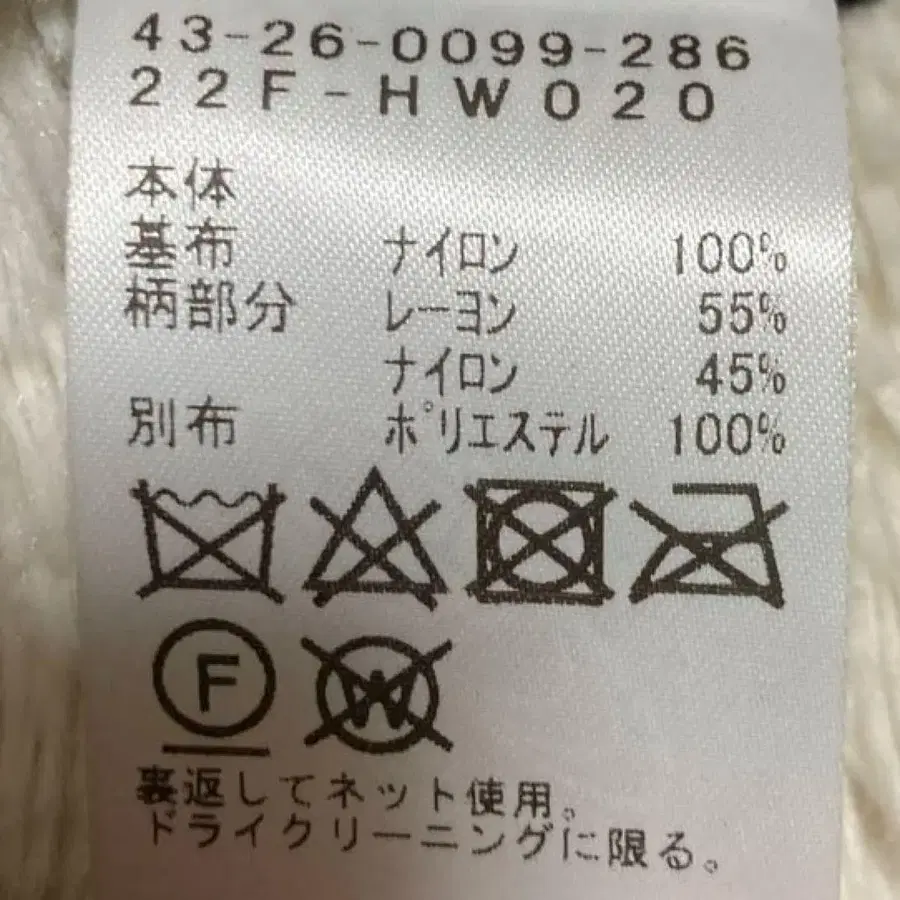 43-26-0099-286
22F-HW020
本体
基布 ナイロン 100%
柄部分 レーヨン 55%
ナイロン 45%
別布 ポリエステル 100%
F W
裏返してネット使用。
ドライクリーニングに限る。